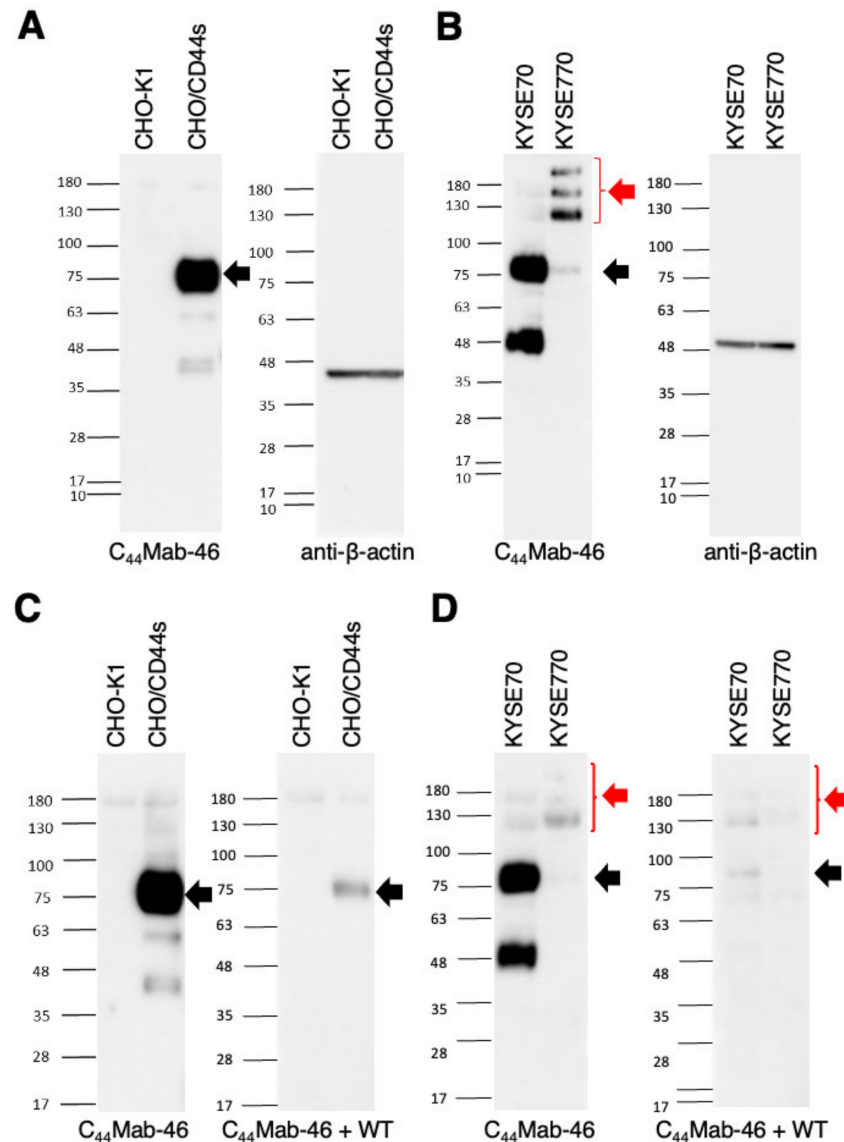 A
CHO-K1
CHO/CD44s
180
130
100
75
63
48
35
28
17
10
C₄₄Mab-46
CHO-K1
CHO/CD44s
180
130
100
75
63
48
35
28
17
10
anti-β-actin
B
KYSE70
KYSE770
180
130
100
75
63
48
35
28
17
10
C₄₄Mab-46
KYSE70
KYSE770
180
130
100
75
63
48
35
28
17
10
anti-β-actin
C
CHO-K1
CHO/CD44s
180
130
100
75
63
48
35
28
17
C₄₄Mab-46
CHO-K1
CHO/CD44s
180
130
100
75
63
48
35
28
17
C₄₄Mab-46 + WT
D
KYSE70
KYSE770
180
130
100
75
63
48
35
28
17
C₄₄Mab-46
KYSE70
KYSE770
180
130
100
75
63
48
35
28
17
C₄₄Mab-46 + WT